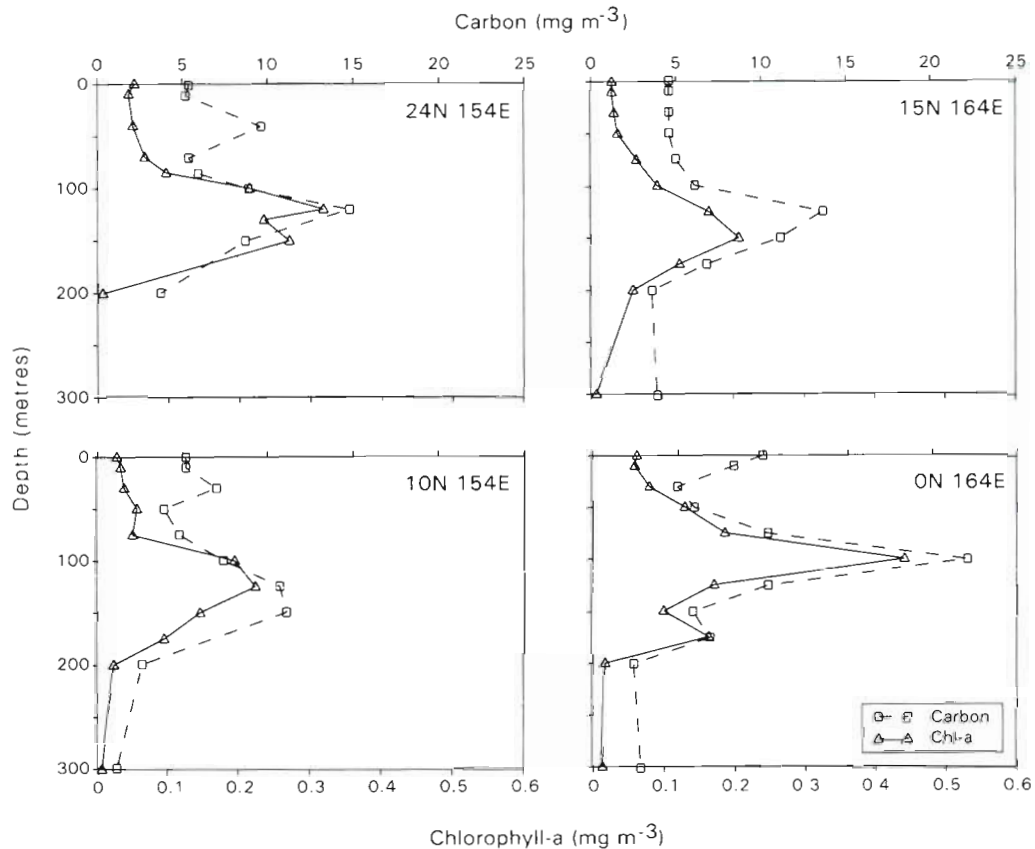 Carbon (mg m-3)
0 5 10 15 20 25
0 5 10 15 20 25
0
100
200
300
24N 154E
15N 164E
Depth (metres)
0
100
200
300
10N 154E
0N 164E
Carbon
Chl-a
0 0.1 0.2 0.3 0.4 0.5 0.6
0 0.1 0.2 0.3 0.4 0.5 0.6
Chlorophyll-a (mg m-3)